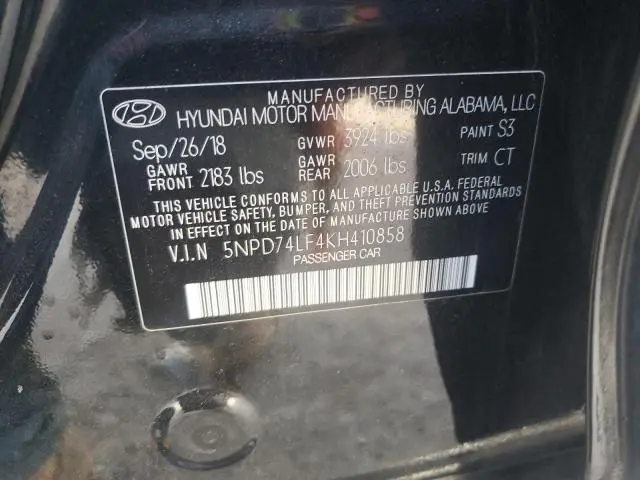 MANUFACTURED BY
HYUNDAI MOTOR MANUFACTURING ALABAMA, LLC
Sep/26/18 GVWR 3924 lbs PAINT S3
GAWR FRONT 2183 lbs GAWR REAR 2006 lbs TRIM CT
THIS VEHICLE CONFORMS TO ALL APPLICABLE U.S.A. FEDERAL
MOTOR VEHICLE SAFETY, BUMPER, AND THEFT PREVENTION STANDARDS
IN EFFECT ON THE DATE OF MANUFACTURE SHOWN ABOVE.
V.I.N 5NPD74LF4KH410858
PASSENGER CAR